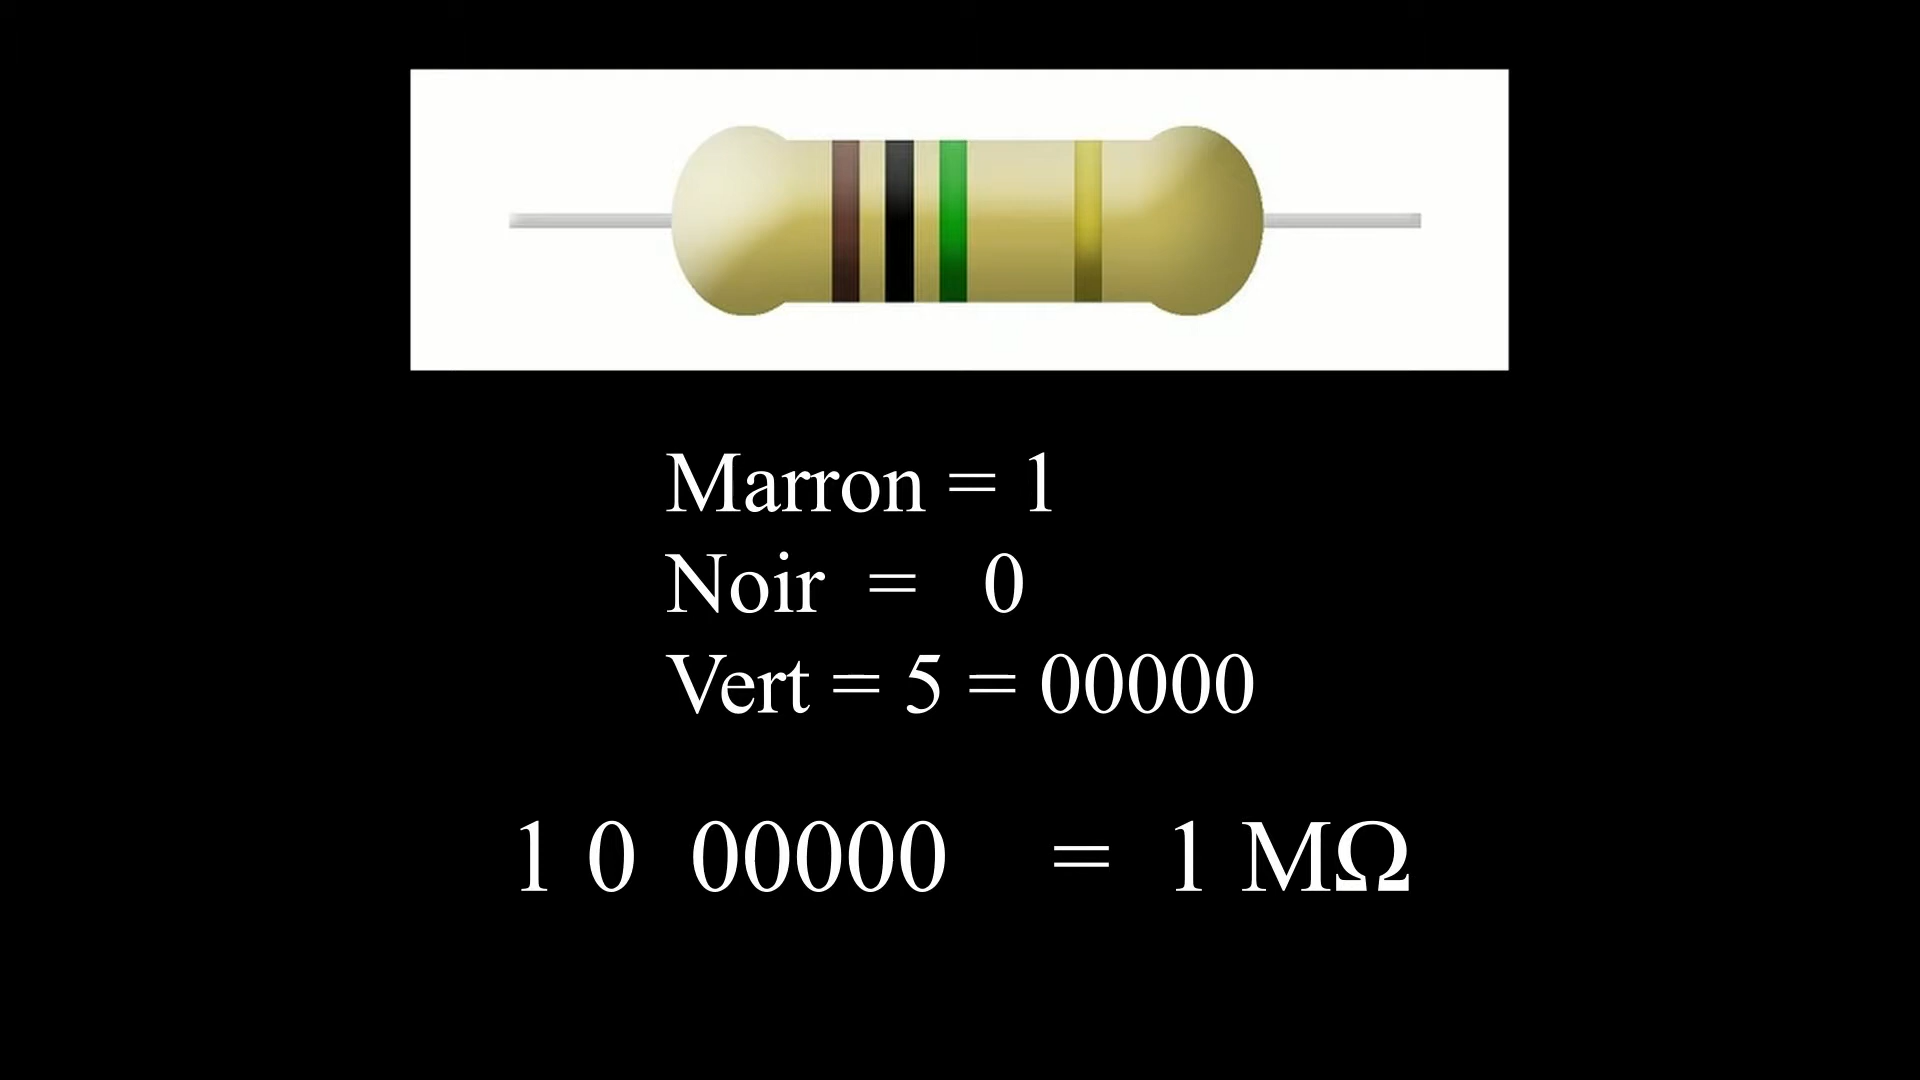 Marron = 1
Noir = 0
Vert = 5 = 00000
1 0 00000 = 1 MΩ